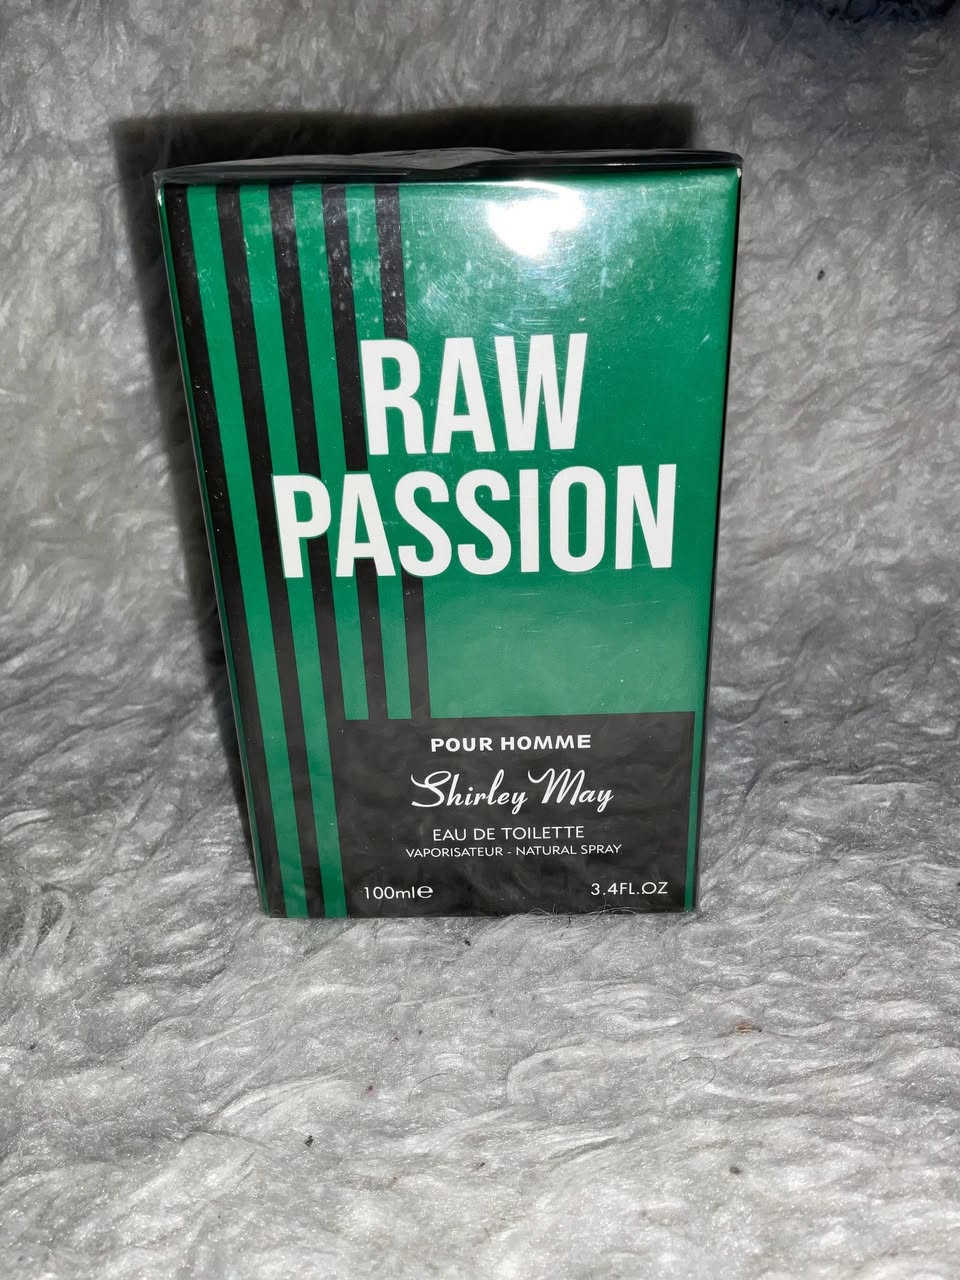 RAW
PASSION
POUR HOMME
Shirley May
EAU DE TOILETTE
VAPORISATEUR - NATURAL SPRAY
100ml℮ 3.4FL.OZ